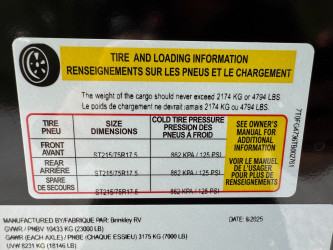 TIRE AND LOADING INFORMATION
RENSEIGNEMENTS SUR LES PNEUS ET LE CHARGEMENT
The weight of the cargo should never exceed 2174 KG or 4794 LBS.
Le poids de chargement ne devrait jamais 2174 KG ou 4794 LBS.
TIRE
PNEU
SIZE
DIMENSIONS
COLD TIRE PRESSURE
PRESSION DES
PNEUS A FROID
SEE OWNER'S
MANUAL FOR
ADDITIONAL
INFORMATION
VOIR LE MANUEL
DE L'USAGER
POUR PLUS DE
RENSEIGNEMENTS
FRONT
AVANT
ST215/75R17.5
862 KPA / 125 PSI
REAR
ARRIÈRE
ST215/75R17.5
862 KPA / 125 PSI
SPARE
DE SECOURS
ST215/75R17.5
862 KPA / 125 PSI
MANUFACTURED BY/FABRIQUE PAR: Brinkley RV
DATE: 6/2025
GVWR / PNBV 10433 KG (23000 LB)
GAWR (EACH AXLE) / PNBE (CHAQUE ESSIEU) 3175 KG (7000 LB)
UVW 8231 KG (18146 LB)